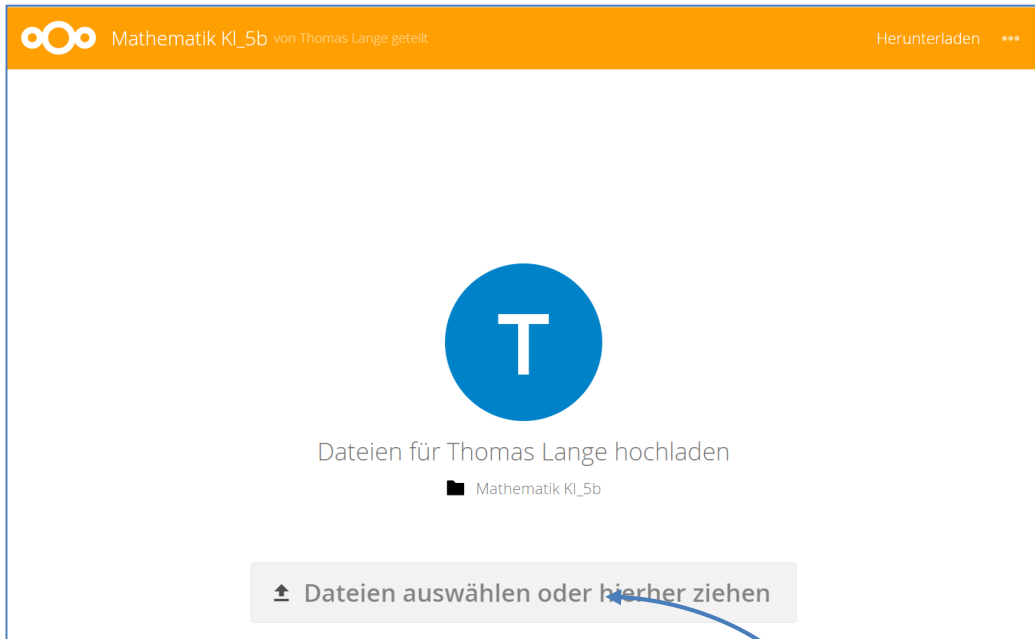 Mathematik Kl_5b von Thomas Lange geteilt Herunterladen
T
Dateien für Thomas Lange hochladen
Mathematik Kl_5b
Dateien auswählen oder hierher ziehen